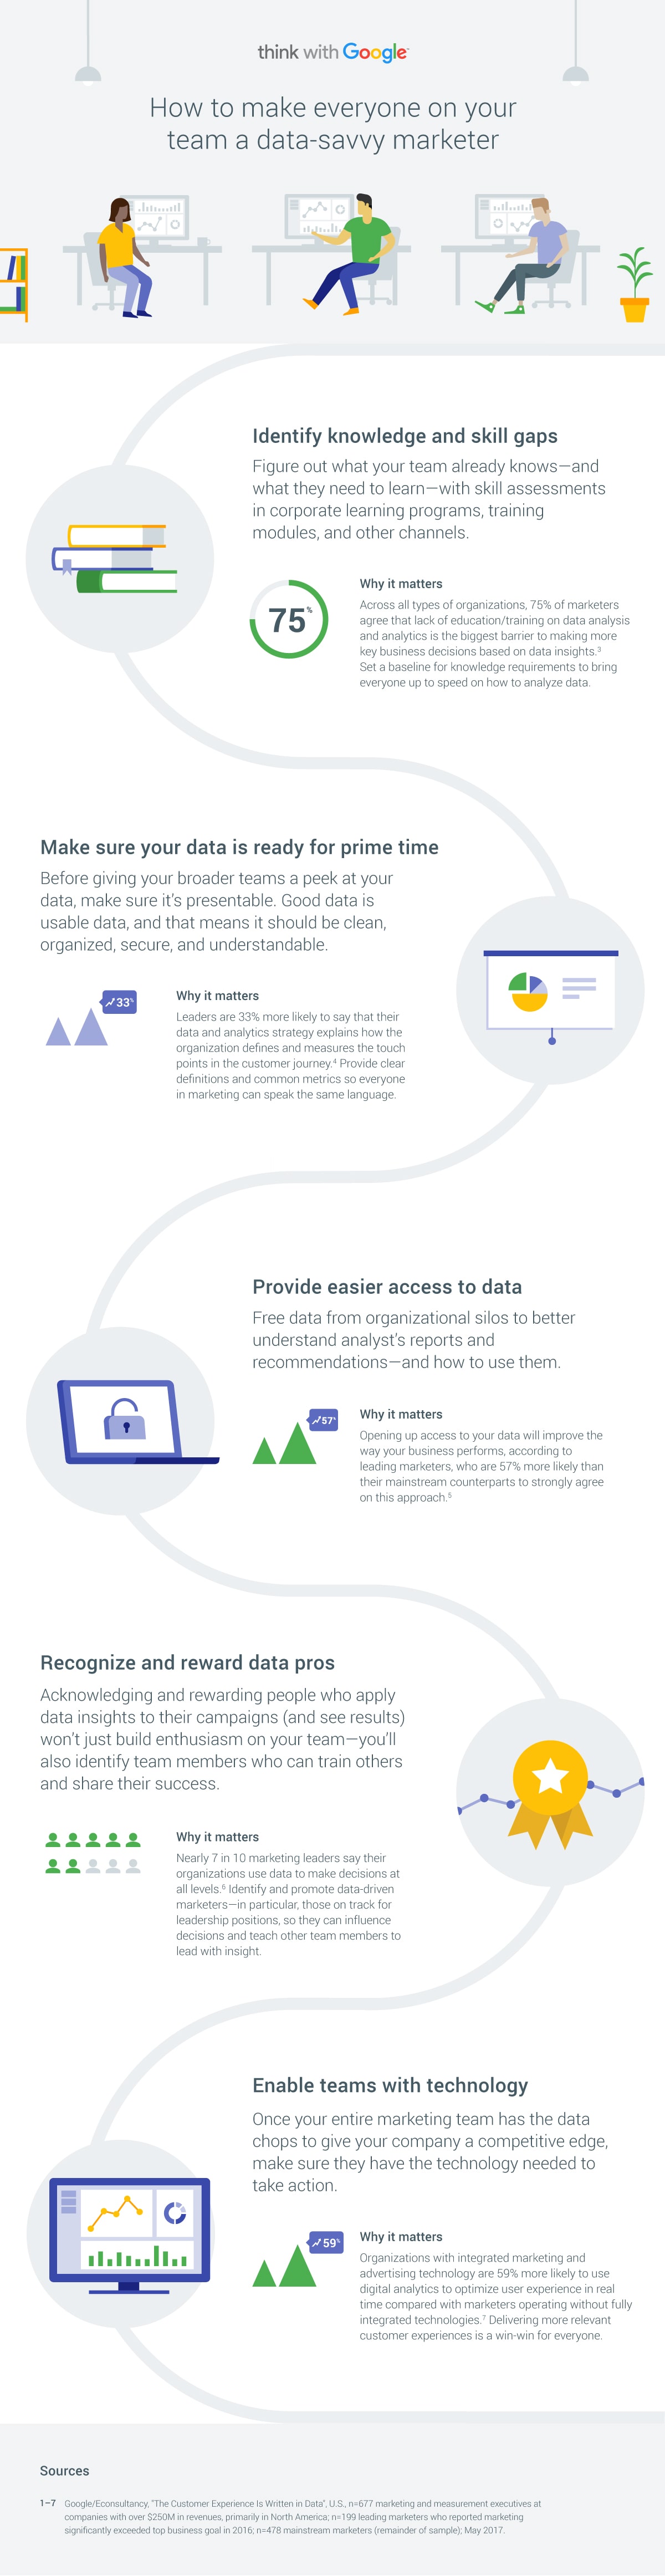 think with Google™
How to make everyone on your
team a data-savvy marketer
Identify knowledge and skill gaps
Figure out what your team already knows—and
what they need to learn—with skill assessments
in corporate learning programs, training
modules, and other channels.
75%
Why it matters
Across all types of organizations, 75% of marketers
agree that lack of education/training on data analysis
and analytics is the biggest barrier to making more
key business decisions based on data insights.³
Set a baseline for knowledge requirements to bring
everyone up to speed on how to analyze data.
Make sure your data is ready for prime time
Before giving your broader teams a peek at your
data, make sure it's presentable. Good data is
usable data, and that means it should be clean,
organized, secure, and understandable.
33%
Why it matters
Leaders are 33% more likely to say that their
data and analytics strategy explains how the
organization defines and measures the touch
points in the customer journey.⁴ Provide clear
definitions and common metrics so everyone
in marketing can speak the same language.
Provide easier access to data
Free data from organizational silos to better
understand analyst's reports and
recommendations—and how to use them.
57%
Why it matters
Opening up access to your data will improve the
way your business performs, according to
leading marketers, who are 57% more likely than
their mainstream counterparts to strongly agree
on this approach.⁵
Recognize and reward data pros
Acknowledging and rewarding people who apply
data insights to their campaigns (and see results)
won't just build enthusiasm on your team—you'll
also identify team members who can train others
and share their success.
Why it matters
Nearly 7 in 10 marketing leaders say their
organizations use data to make decisions at
all levels.⁶ Identify and promote data-driven
marketers—in particular, those on track for
leadership positions, so they can influence
decisions and teach other team members to
lead with insight.
Enable teams with technology
Once your entire marketing team has the data
chops to give your company a competitive edge,
make sure they have the technology needed to
take action.
59%
Why it matters
Organizations with integrated marketing and
advertising technology are 59% more likely to use
digital analytics to optimize user experience in real
time compared with marketers operating without fully
integrated technologies.⁷ Delivering more relevant
customer experiences is a win-win for everyone.
Sources
1–7 Google/Econsultancy, "The Customer Experience Is Written in Data", U.S., n=677 marketing and measurement executives at
companies with over $250M in revenues, primarily in North America; n=199 leading marketers who reported marketing
significantly exceeded top business goal in 2016; n=478 mainstream marketers (remainder of sample); May 2017.